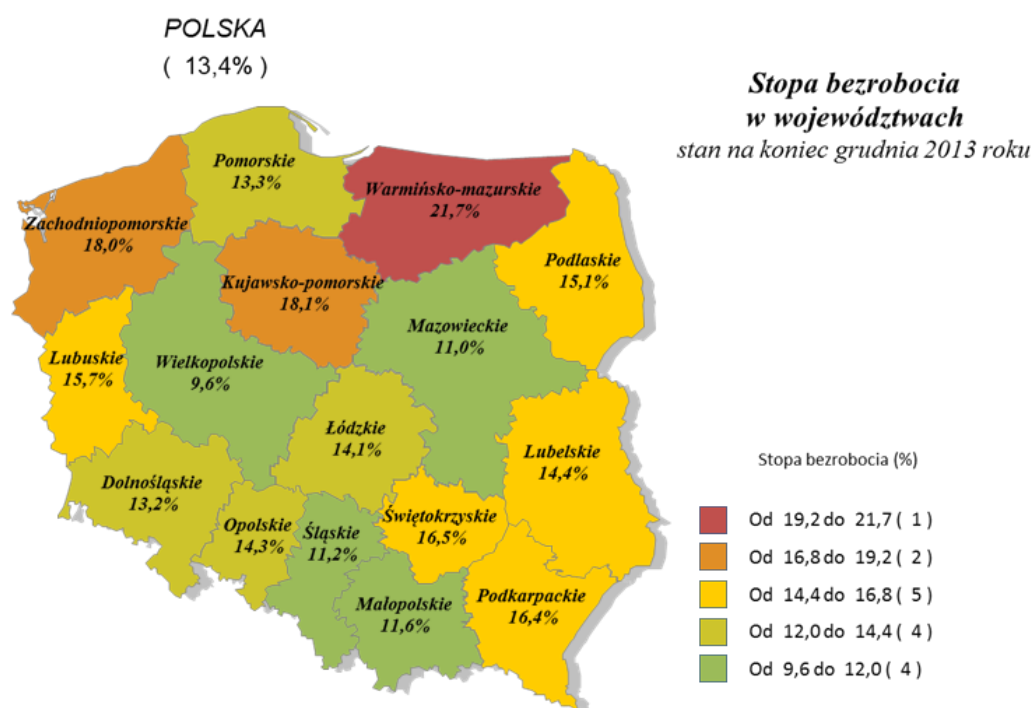 POLSKA
( 13,4% )
Stopa bezrobocia
w województwach
stan na koniec grudnia 2013 roku
Pomorskie
13,3%
Warmińsko-mazurskie
21,7%
Zachodniopomorskie
18,0%
Podlaskie
15,1%
Kujawsko-pomorskie
18,1%
Mazowieckie
11,0%
Lubuskie
15,7%
Wielkopolskie
9,6%
Łódzkie
14,1%
Lubelskie
14,4%
Dolnośląskie
13,2%
Opolskie
14,3%
Śląskie
11,2%
Świętokrzyskie
16,5%
Małopolskie
11,6%
Podkarpackie
16,4%
Stopa bezrobocia (%)
Od 19,2 do 21,7 ( 1 )
Od 16,8 do 19,2 ( 2 )
Od 14,4 do 16,8 ( 5 )
Od 12,0 do 14,4 ( 4 )
Od 9,6 do 12,0 ( 4 )